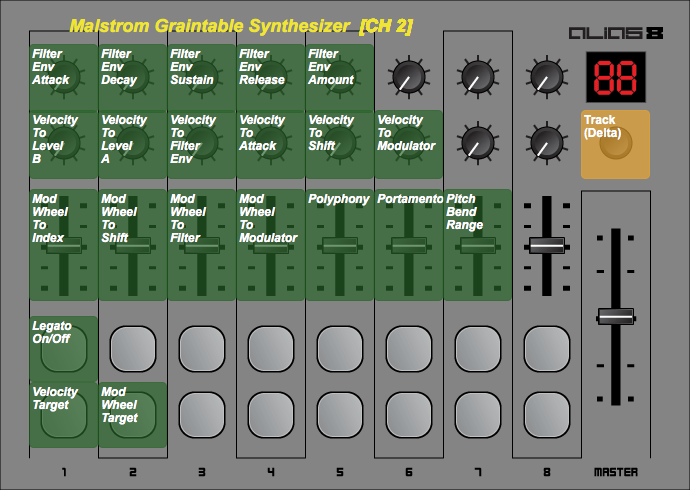 Malstrom Graintable Synthesizer [CH 2]
alias 8
Filter
Env
Attack
Filter
Env
Decay
Filter
Env
Sustain
Filter
Env
Release
Filter
Env
Amount
88
Velocity
To
Level
B
Velocity
To
Level
A
Velocity
To
Filter
Env
Velocity
To
Attack
Velocity
To
Shift
Velocity
To
Modulator
Track
(Delta)
Mod
Wheel
To
Index
Mod
Wheel
To
Shift
Mod
Wheel
To
Filter
Mod
Wheel
To
Modulator
Polyphony
Portamento
Pitch
Bend
Range
Legato
On/Off
Velocity
Target
Mod
Wheel
Target
1 2 3 4 5 6 7 8 MASTER